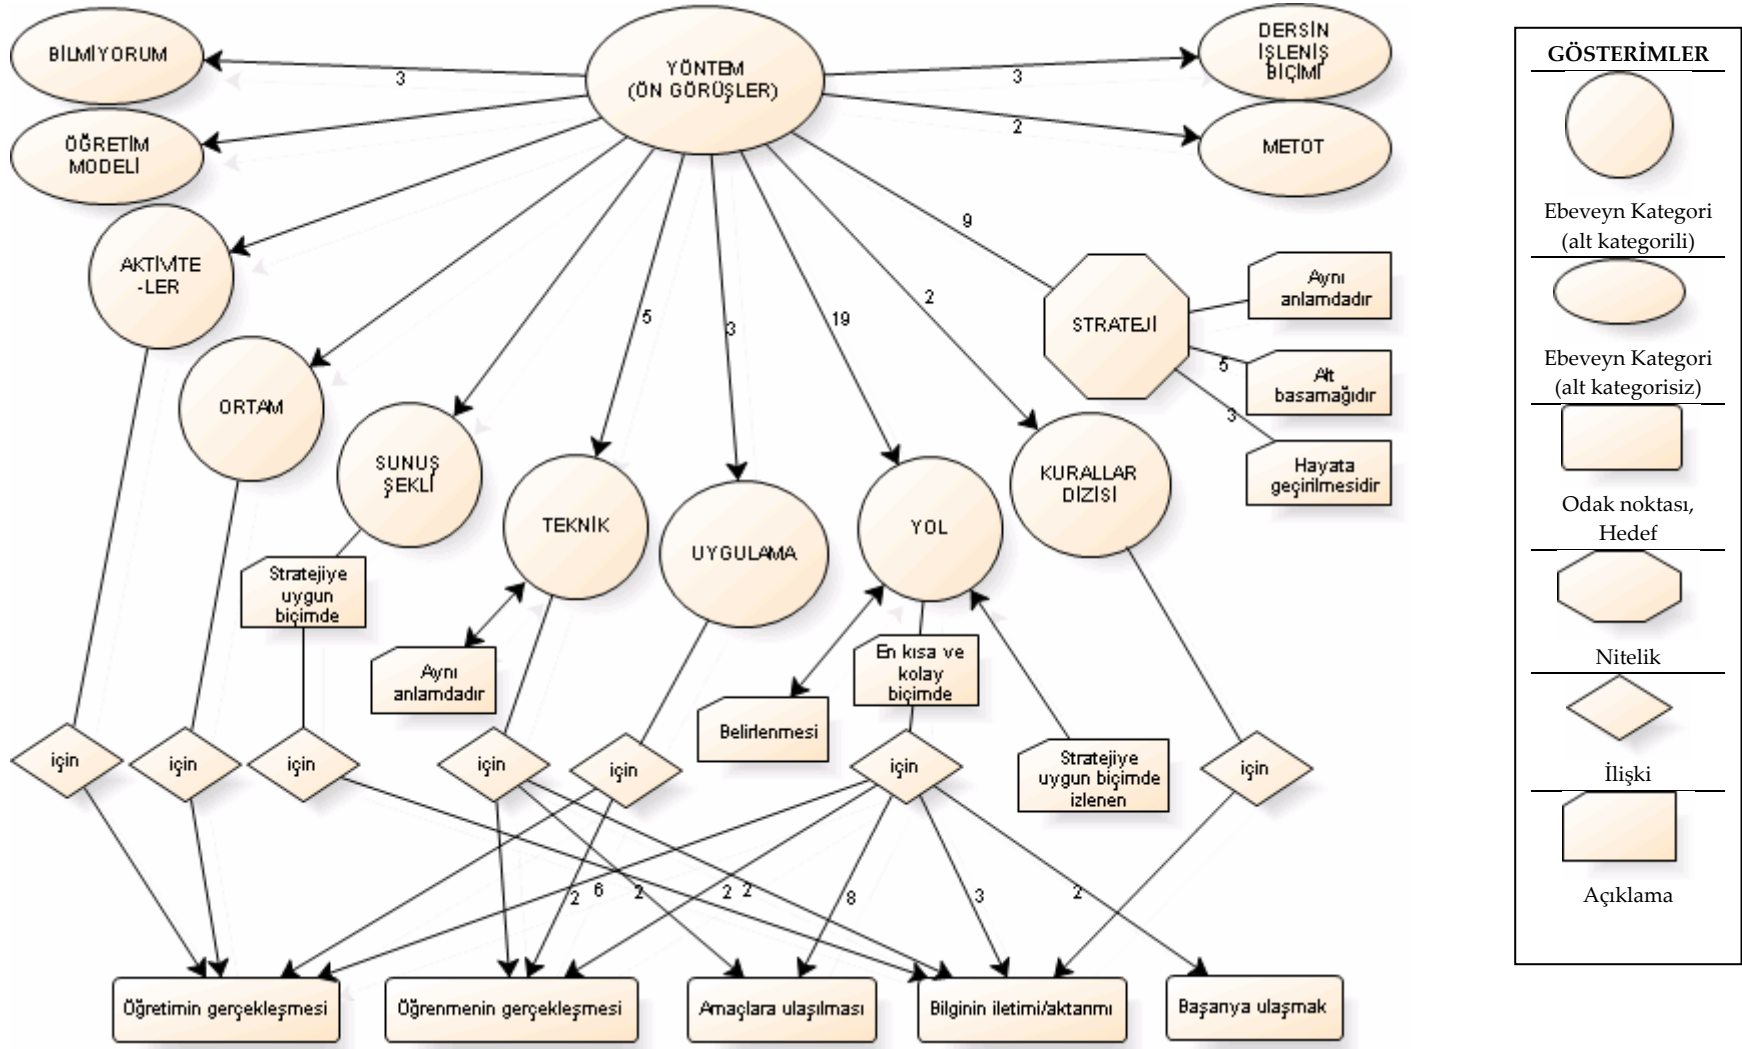 BİLMİYORUM
YÖNTEM
(ÖN GÖRÜŞLER)
DERSİN
İŞLENİŞ
BİÇİMİ
3
3
ÖĞRETİM
MODELİ
2
METOT
AKTİVİTE
-LER
9
STRATEJİ
Aynı
anlamdadır
5
Alt
basamağıdır
3
Hayata
geçirilmesidir
5
3
19
2
ORTAM
SUNUŞ
ŞEKLİ
TEKNİK
UYGULAMA
YOL
KURALLAR
DİZİSİ
Stratejiye
uygun
biçimde
Aynı
anlamdadır
En kısa ve
kolay
biçimde
Belirlenmesi
Stratejiye
uygun biçimde
izlenen
için
için
için
için
için
için
için
2
6
2
2
2
8
3
2
Öğretimin gerçekleşmesi
Öğrenmenin gerçekleşmesi
Amaçlara ulaşılması
Bilginin iletimi/aktarımı
Başarıya ulaşmak
GÖSTERİMLER
Ebeveyn Kategori
(alt kategorili)
Ebeveyn Kategori
(alt kategorisiz)
Odak noktası,
Hedef
Nitelik
İlişki
Açıklama